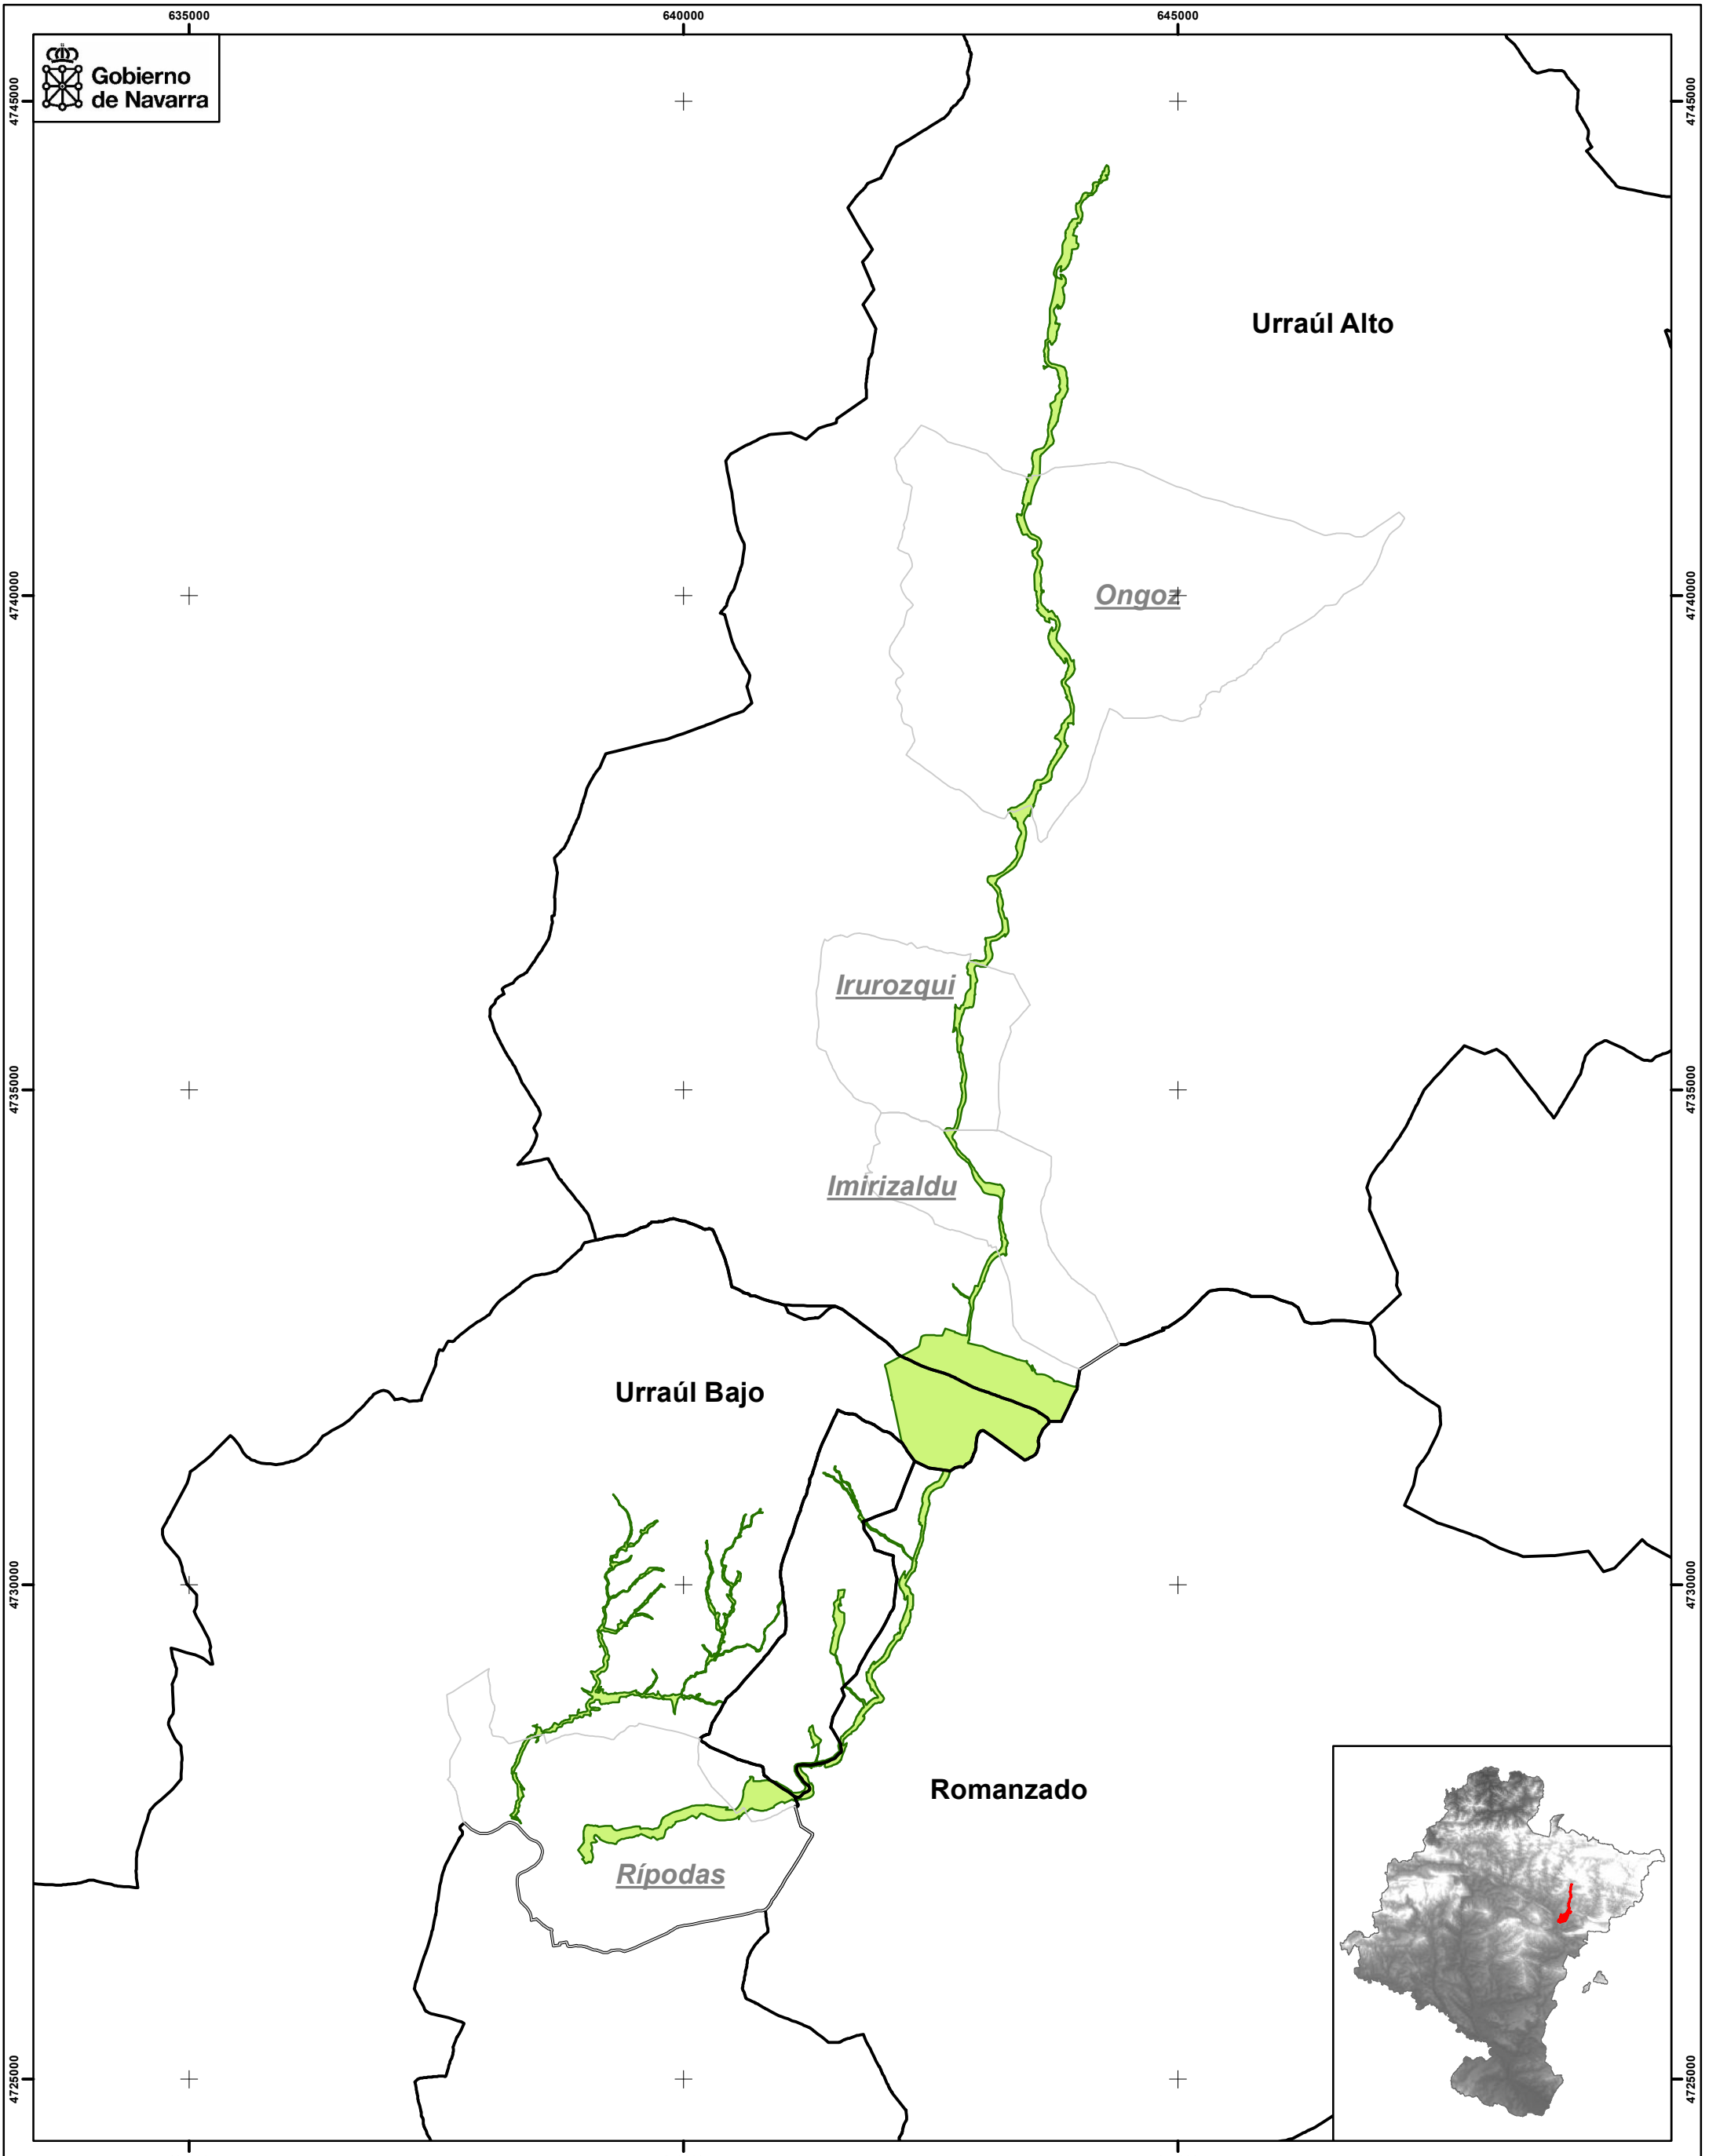 635000
640000
645000
Gobierno
de Navarra
4745000
4745000
Urraúl Alto
4740000
Ongoz
4740000
Irurozqui
4735000
4735000
Imirizaldu
Urraúl Bajo
4730000
4730000
Romanzado
Rípodas
4725000
4725000